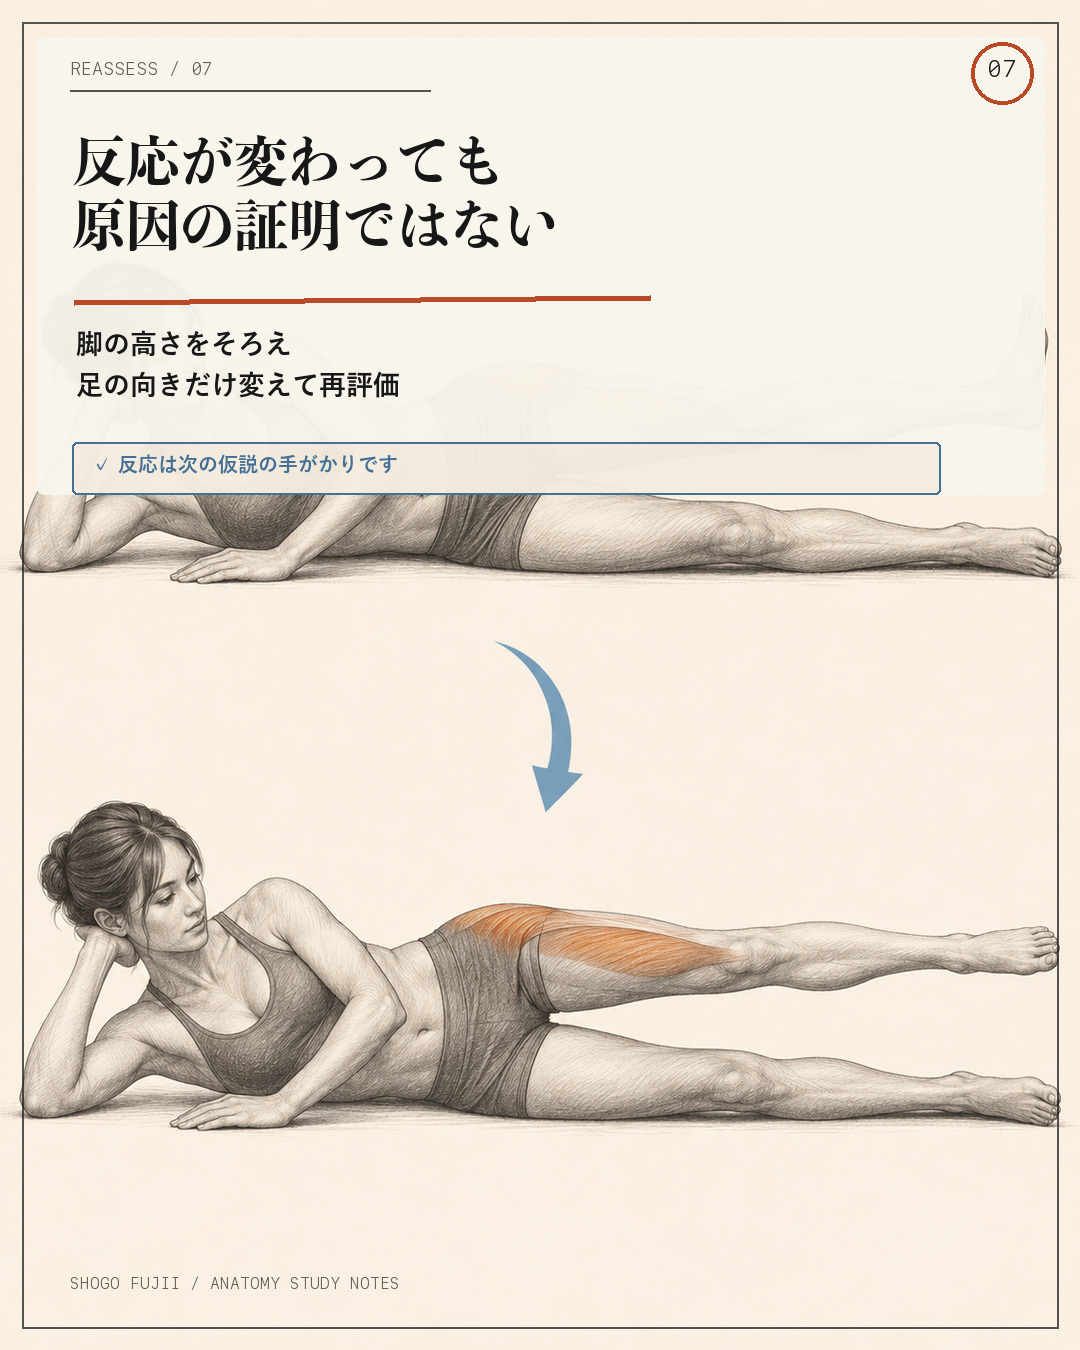 REASSESS / 07
07
反応が変わっても
原因の証明ではない
脚の高さをそろえ
足の向きだけ変えて再評価
✓ 反応は次の仮説の手がかりです
SHOGO FUJII / ANATOMY STUDY NOTES